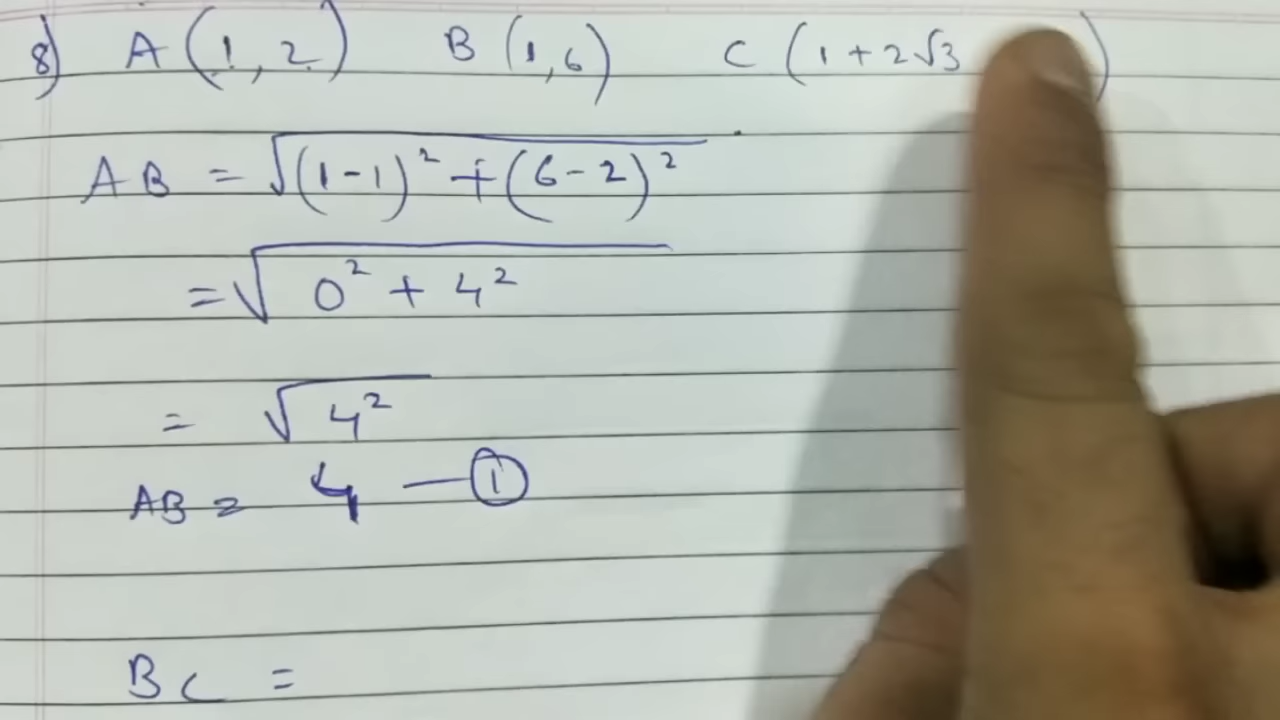 8) A (1, 2) B (1, 6) C (1 + 2√3 )
AB = √(1-1)² + (6-2)²
= √0² + 4²
= √4²
AB = 4 — ①
BC =